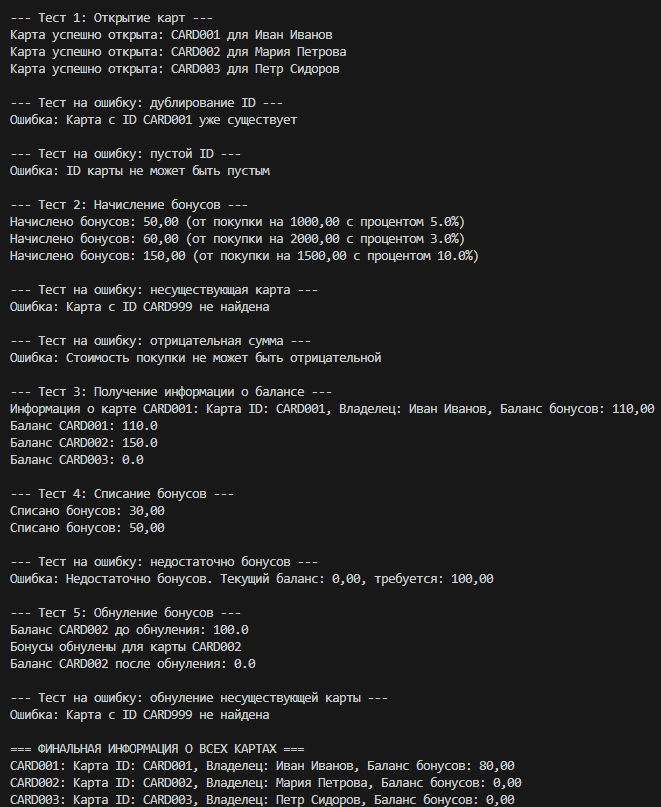 --- Тест 1: Открытие карт ---
Карта успешно открыта: CARD001 для Иван Иванов
Карта успешно открыта: CARD002 для Мария Петрова
Карта успешно открыта: CARD003 для Петр Сидоров
--- Тест на ошибку: дублирование ID ---
Ошибка: Карта с ID CARD001 уже существует
--- Тест на ошибку: пустой ID ---
Ошибка: ID карты не может быть пустым
--- Тест 2: Начисление бонусов ---
Начислено бонусов: 50,00 (от покупки на 1000,00 с процентом 5.0%)
Начислено бонусов: 60,00 (от покупки на 2000,00 с процентом 3.0%)
Начислено бонусов: 150,00 (от покупки на 1500,00 с процентом 10.0%)
--- Тест на ошибку: несуществующая карта ---
Ошибка: Карта с ID CARD999 не найдена
--- Тест на ошибку: отрицательная сумма ---
Ошибка: Стоимость покупки не может быть отрицательной
--- Тест 3: Получение информации о балансе ---
Информация о карте CARD001: Карта ID: CARD001, Владелец: Иван Иванов, Баланс бонусов: 110,00
Баланс CARD001: 110.0
Баланс CARD002: 150.0
Баланс CARD003: 0.0
--- Тест 4: Списание бонусов ---
Списано бонусов: 30,00
Списано бонусов: 50,00
--- Тест на ошибку: недостаточно бонусов ---
Ошибка: Недостаточно бонусов. Текущий баланс: 0,00, требуется: 100,00
--- Тест 5: Обнуление бонусов ---
Баланс CARD002 до обнуления: 100.0
Бонусы обнулены для карты CARD002
Баланс CARD002 после обнуления: 0.0
--- Тест на ошибку: обнуление несуществующей карты ---
Ошибка: Карта с ID CARD999 не найдена
=== ФИНАЛЬНАЯ ИНФОРМАЦИЯ О ВСЕХ КАРТАХ ===
CARD001: Карта ID: CARD001, Владелец: Иван Иванов, Баланс бонусов: 80,00
CARD002: Карта ID: CARD002, Владелец: Мария Петрова, Баланс бонусов: 0,00
CARD003: Карта ID: CARD003, Владелец: Петр Сидоров, Баланс бонусов: 0,00